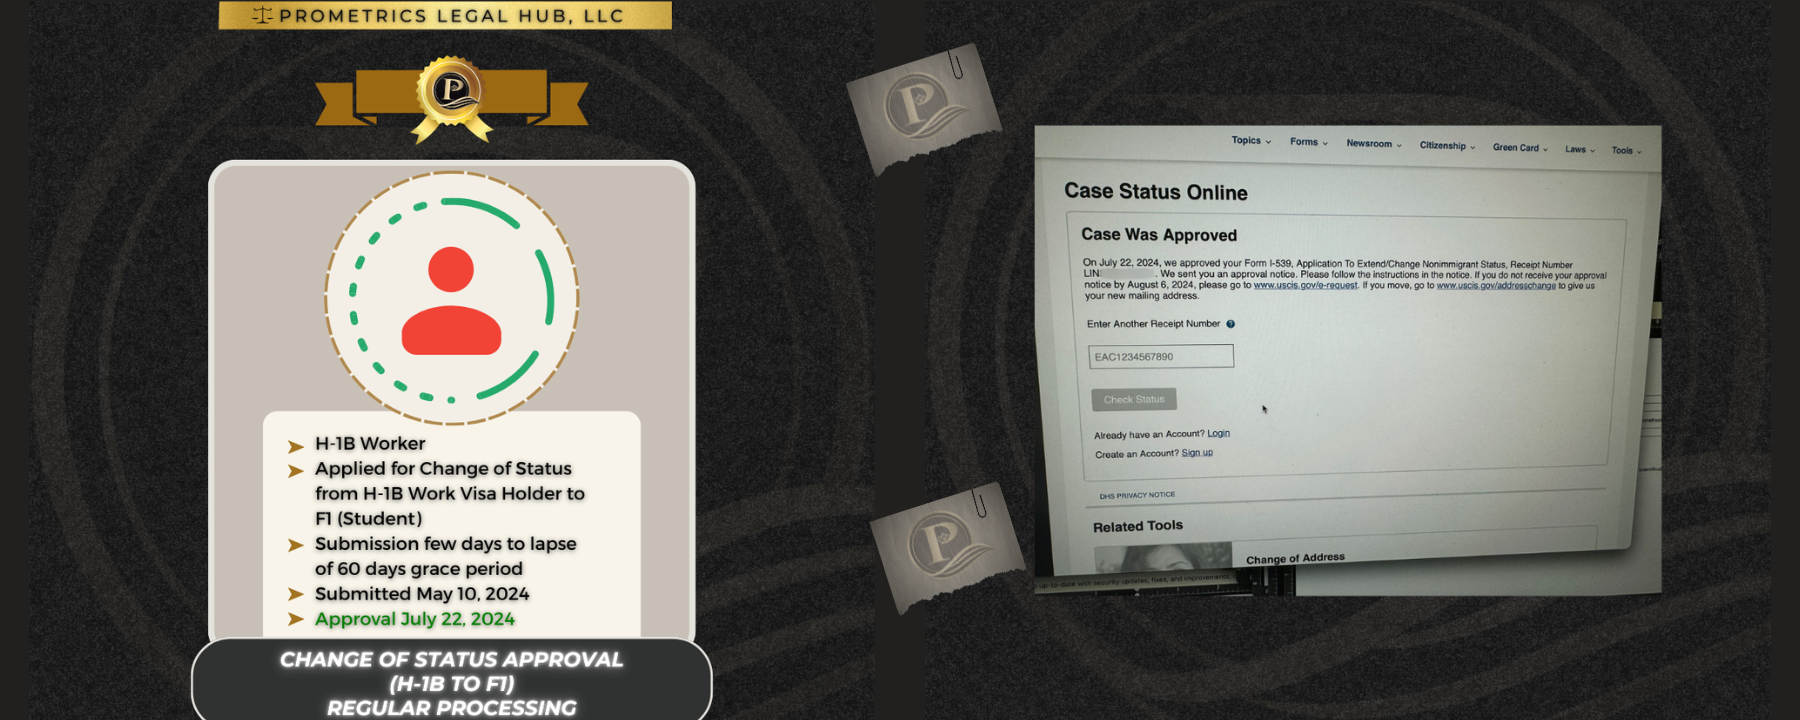 PROMETRICS LEGAL HUB, LLC
P
H-1B Worker
Applied for Change of Status
from H-1B Work Visa Holder to
F1 (Student)
Submission few days to lapse
of 60 days grace period
Submitted May 10, 2024
Approval July 22, 2024
CHANGE OF STATUS APPROVAL
(H-1B TO F1)
REGULAR PROCESSING
P
P
Topics
Forms
Newsroom
Citizenship
Green Card
Laws
Tools
Case Status Online
Case Was Approved
On July 22, 2024, we approved your Form I-539, Application To Extend/Change Nonimmigrant Status, Receipt Number
LIN . We sent you an approval notice. Please follow the instructions in the notice. If you do not receive your approval
notice by August 6, 2024, please go to www.uscis.gov/e-request. If you move, go to www.uscis.gov/addresschange to give us
your new mailing address.
Enter Another Receipt Number
EAC1234567890
Check Status
Already have an Account? Login
Create an Account? Sign up
DHS PRIVACY NOTICE
Related Tools
Change of Address
up-to-date with security updates, fixes, and improvements,